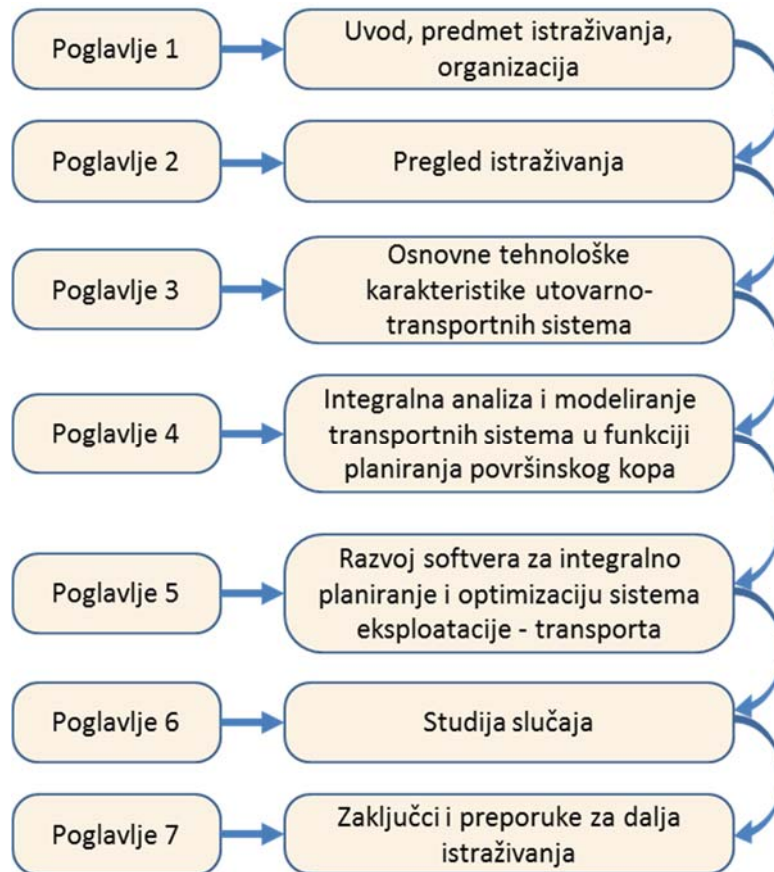 Poglavlje 1
Uvod, predmet istraživanja,
organizacija
Poglavlje 2
Pregled istraživanja
Poglavlje 3
Osnovne tehnološke
karakteristike utovarno-
transportnih sistema
Poglavlje 4
Integralna analiza i modeliranje
transportnih sistema u funkciji
planiranja površinskog kopa
Poglavlje 5
Razvoj softvera za integralno
planiranje i optimizaciju sistema
eksploatacije - transporta
Poglavlje 6
Studija slučaja
Poglavlje 7
Zaključci i preporuke za dalja
istraživanja